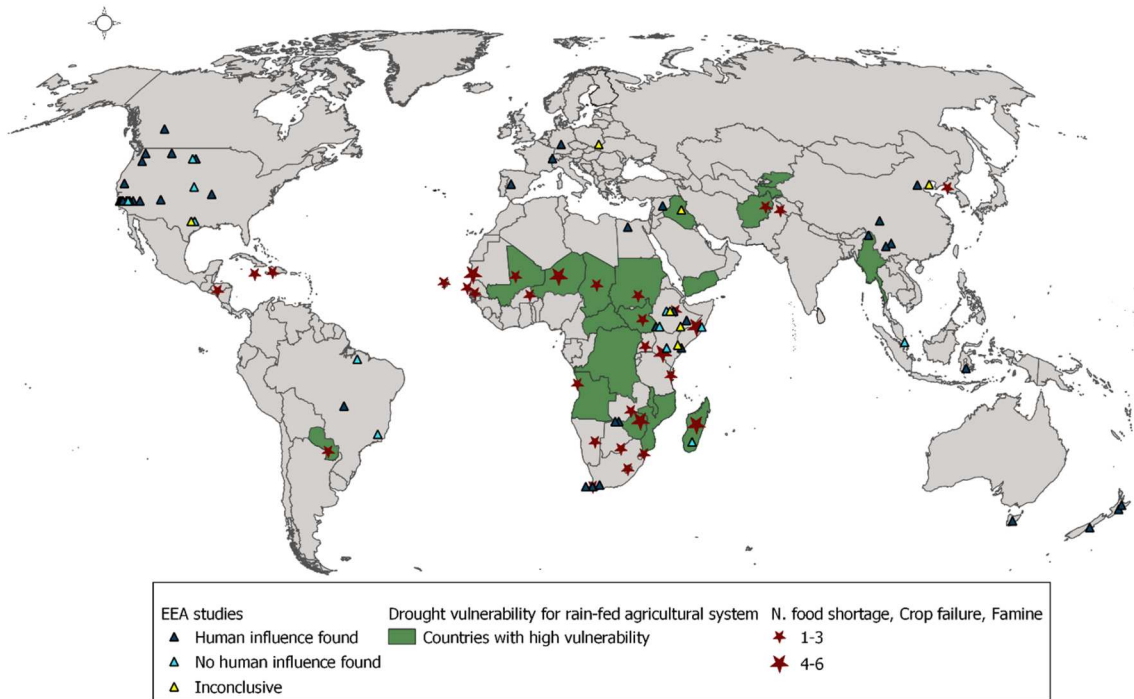 EEA studies
Human influence found
No human influence found
Inconclusive
Drought vulnerability for rain-fed agricultural system
Countries with high vulnerability
N. food shortage, Crop failure, Famine
1-3
4-6